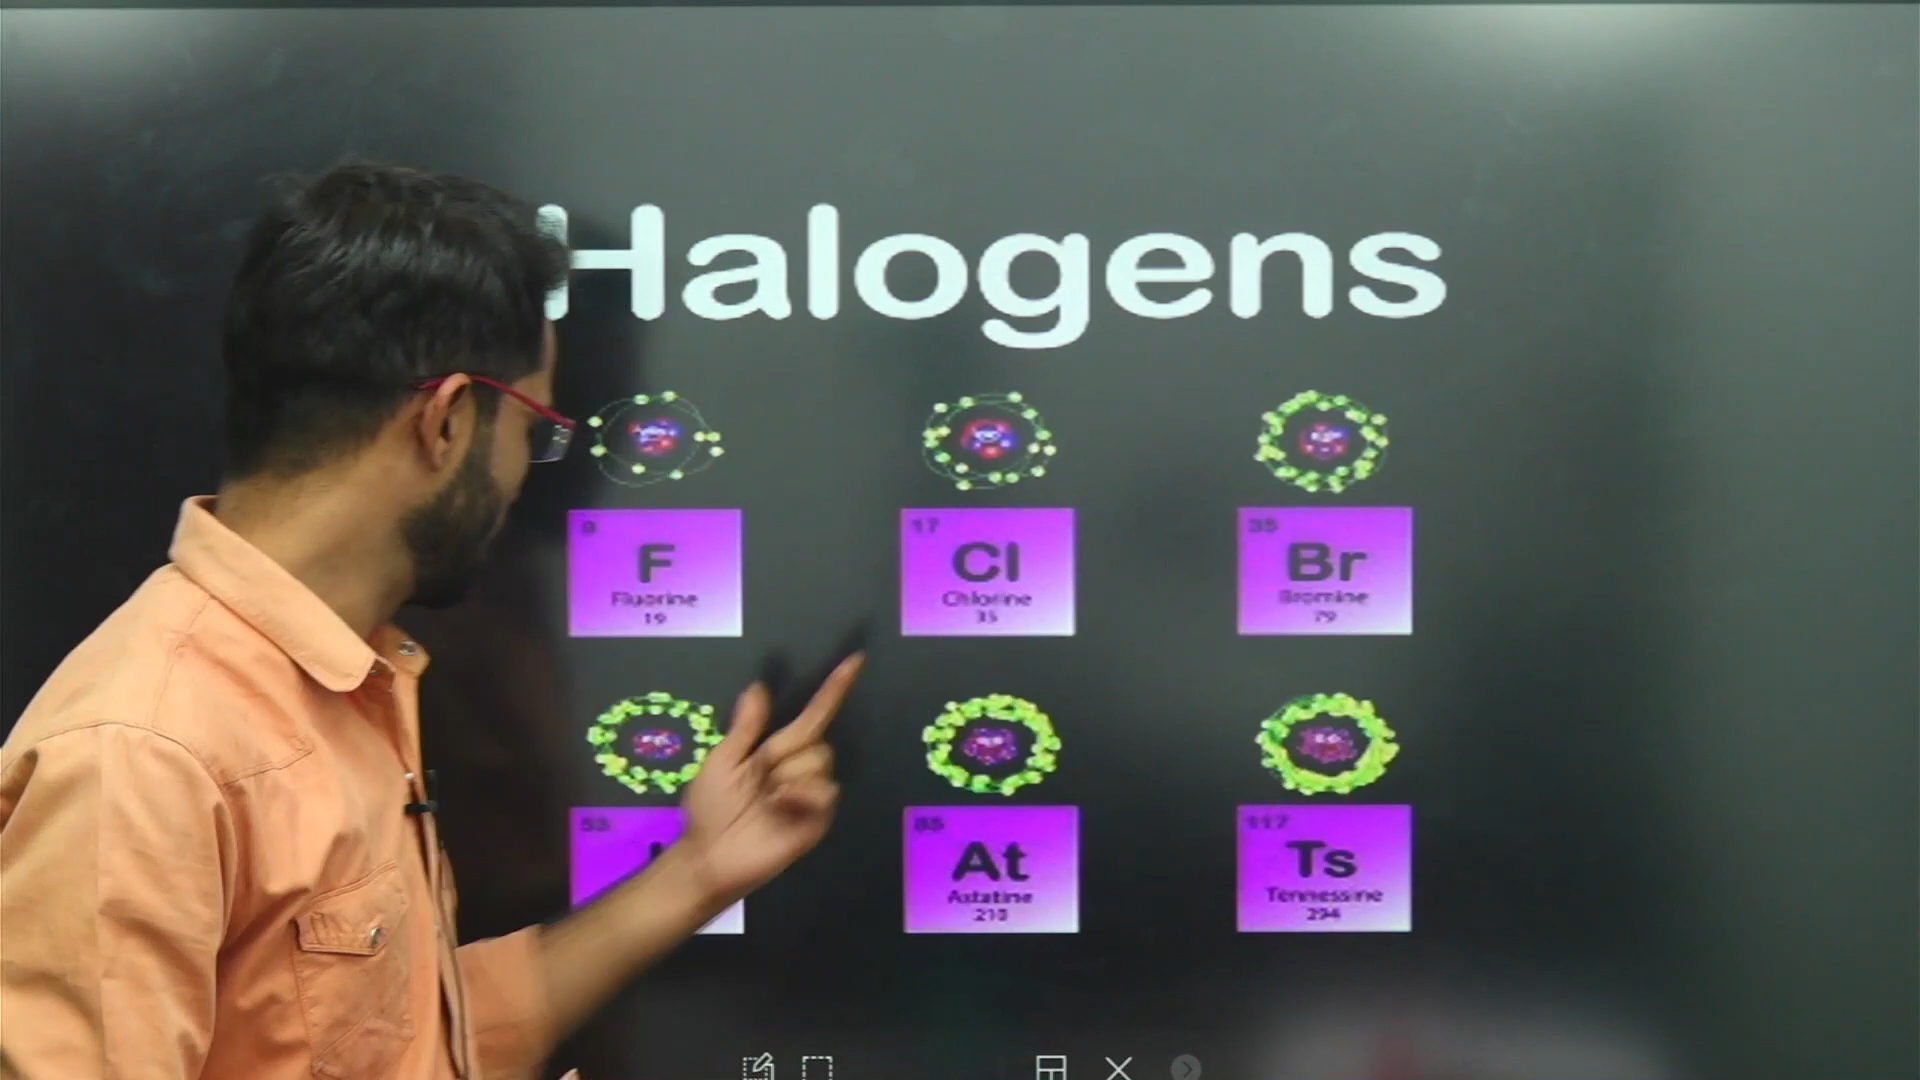 Halogens
9
F
Fluorine
19
17
Cl
Chlorine
35
35
Br
Bromine
79
53
85
At
Astatine
210
117
Ts
Tennessine
294